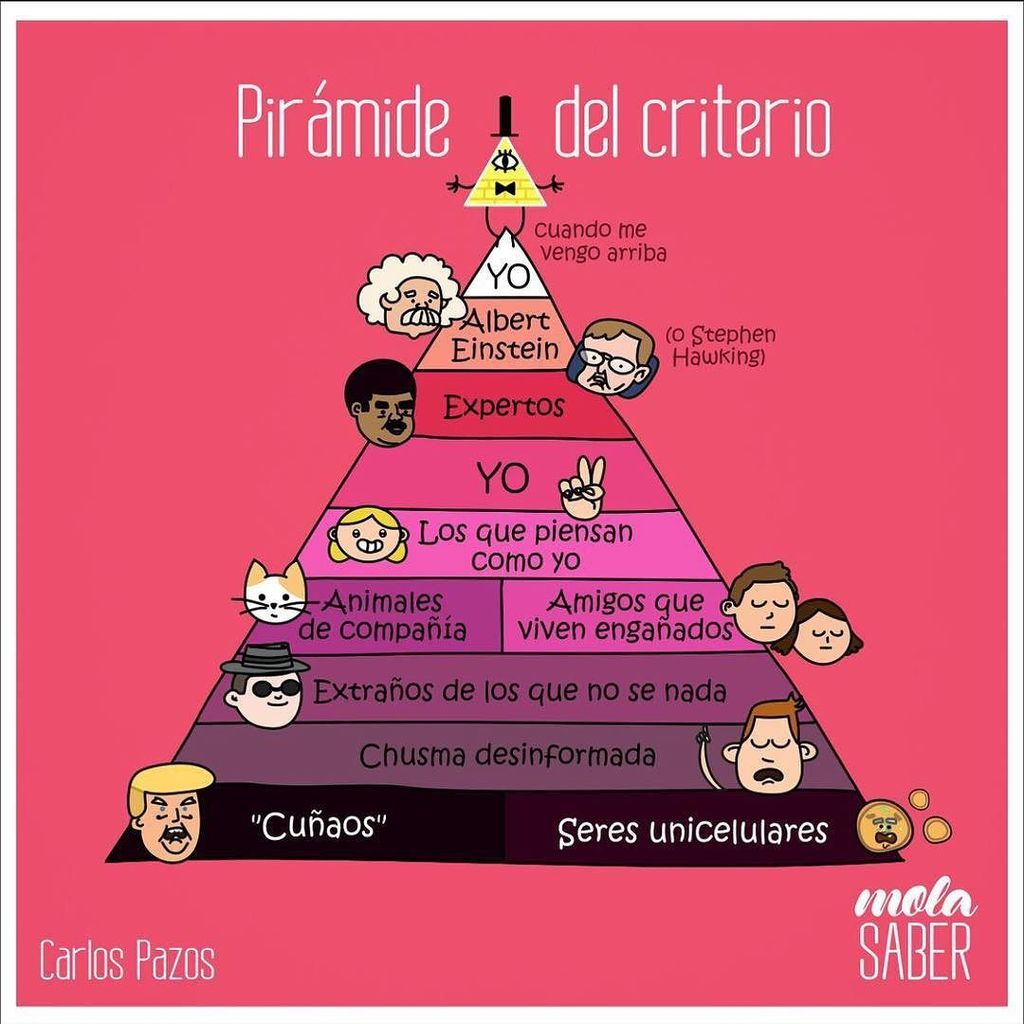 Pirámide del criterio
cuando me
vengo arriba
YO
Albert
Einstein
(o Stephen
Hawking)
Expertos
YO
Los que piensan
como yo
Animales
de compañía
Amigos que
viven engañados
Extraños de los que no se nada
Chusma desinformada
"Cuñaos"
Seres unicelulares
Carlos Pazos
mola
SABER